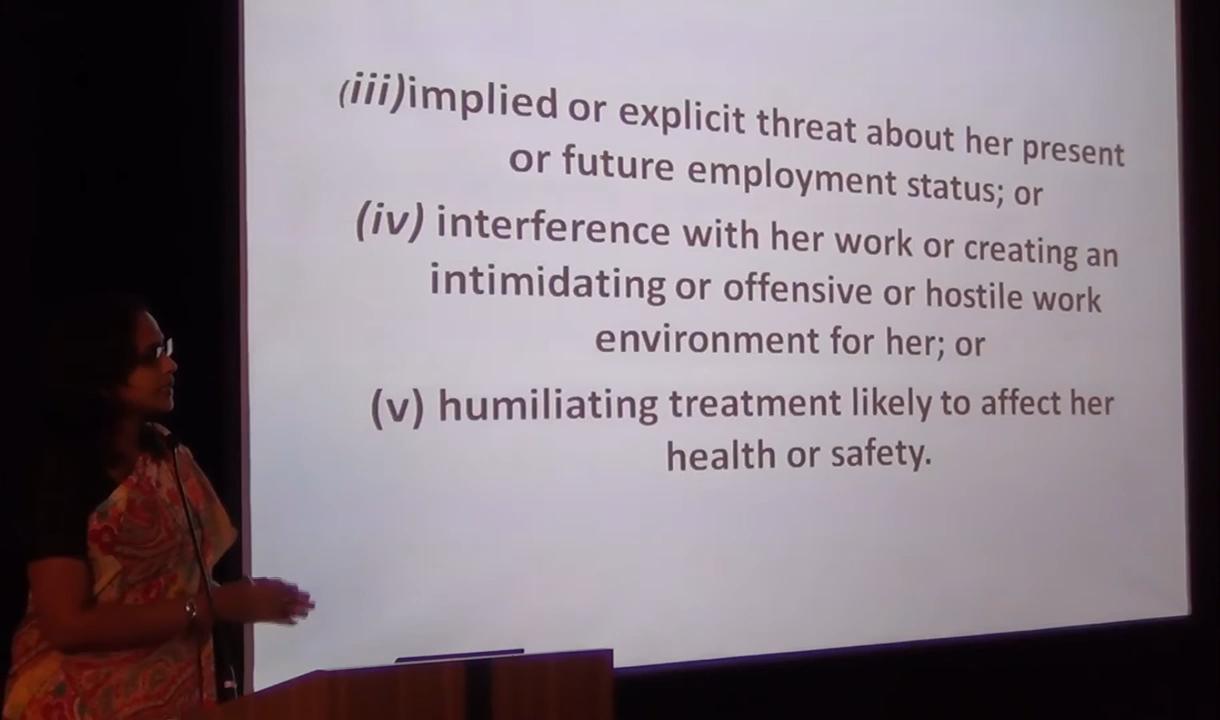 (iii)implied or explicit threat about her present
or future employment status; or
(iv) interference with her work or creating an
intimidating or offensive or hostile work
environment for her; or
(v) humiliating treatment likely to affect her
health or safety.